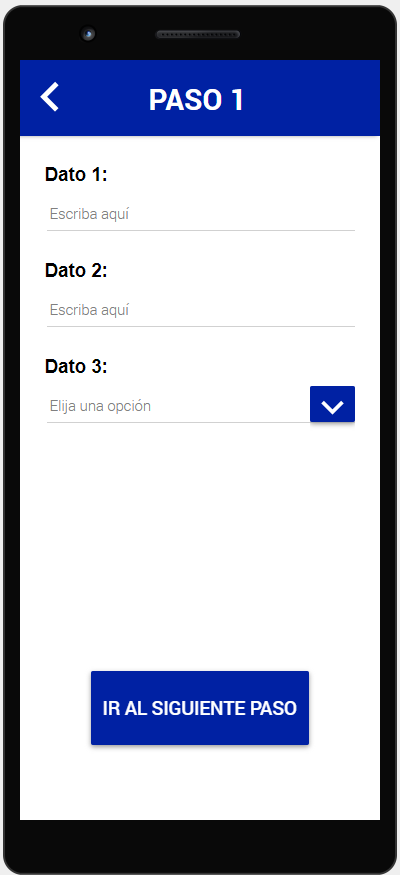 PASO 1
Dato 1:
Escriba aquí
Dato 2:
Escriba aquí
Dato 3:
Elija una opción
IR AL SIGUIENTE PASO